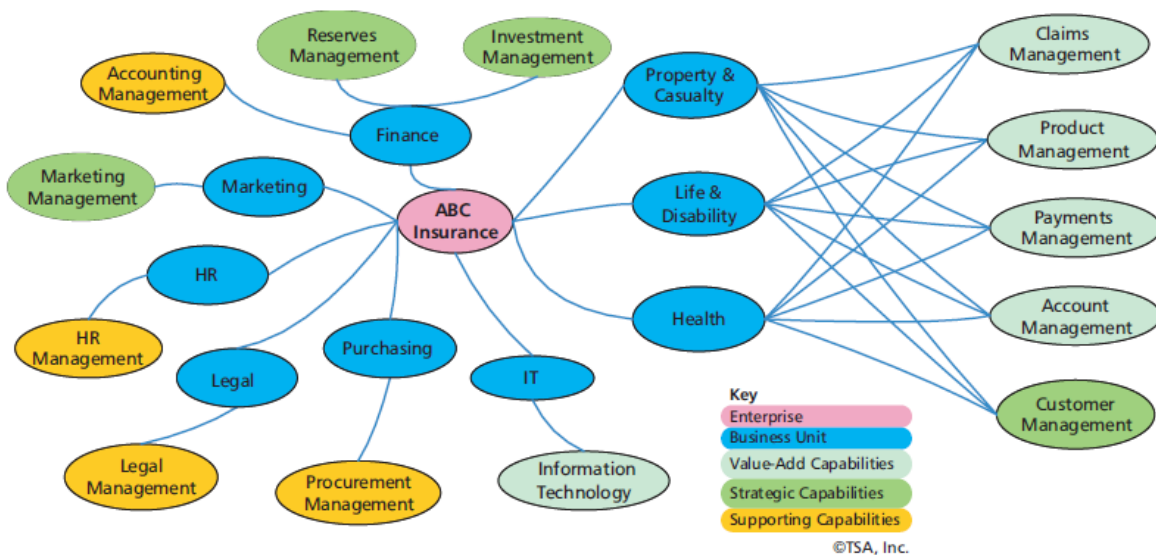 Reserves
Management
Investment
Management
Accounting
Management
Finance
Marketing
Management
Marketing
ABC
Insurance
HR
HR
Management
Legal
Legal
Management
Purchasing
Procurement
Management
IT
Information
Technology
Property &
Casualty
Life &
Disability
Health
Claims
Management
Product
Management
Payments
Management
Account
Management
Customer
Management
Key
Enterprise
Business Unit
Value-Add Capabilities
Strategic Capabilities
Supporting Capabilities
©TSA, Inc.